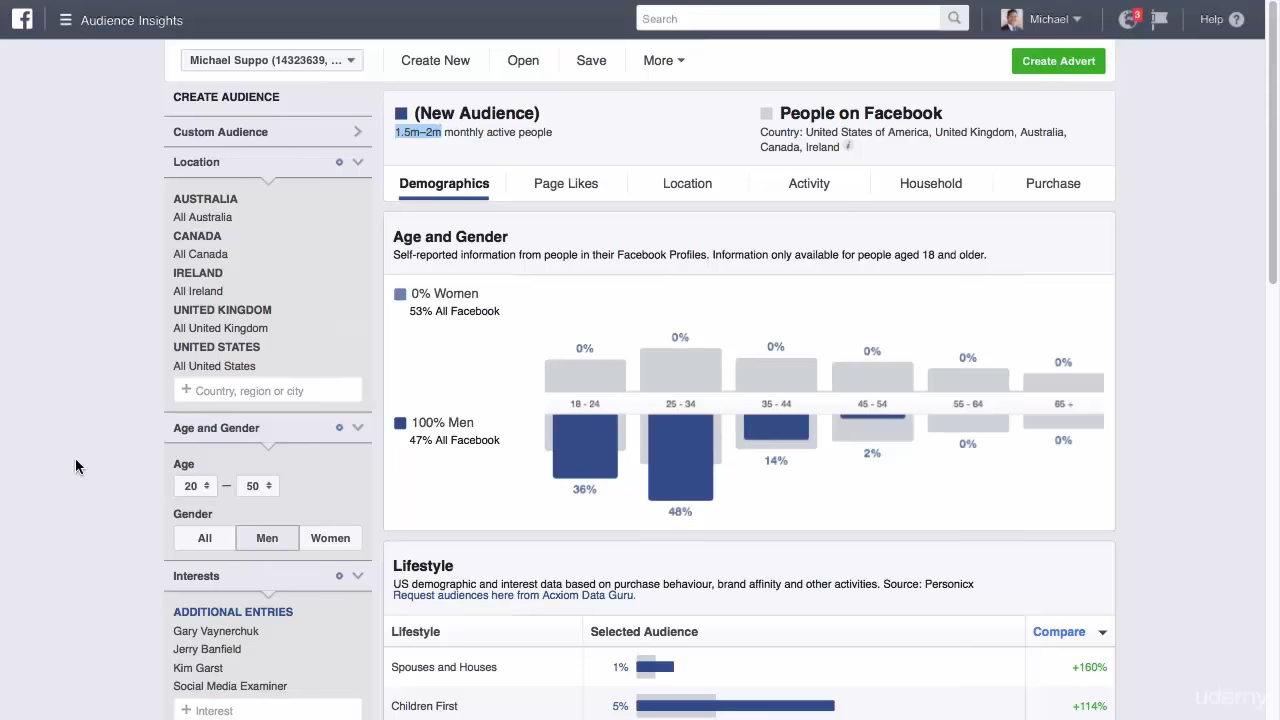 Audience Insights
Search
Michael
3
Help
Michael Suppo (14323639, ...
Create New
Open
Save
More
Create Advert
CREATE AUDIENCE
Custom Audience
Location
AUSTRALIA
All Australia
CANADA
All Canada
IRELAND
All Ireland
UNITED KINGDOM
All United Kingdom
UNITED STATES
All United States
+ Country, region or city
Age and Gender
Age
20 — 50
Gender
All Men Women
Interests
ADDITIONAL ENTRIES
Gary Vaynerchuk
Jerry Banfield
Kim Garst
Social Media Examiner
+ Interest
(New Audience)
1.5m–2m monthly active people
People on Facebook
Country: United States of America, United Kingdom, Australia,
Canada, Ireland
Demographics Page Likes Location Activity Household Purchase
Age and Gender
Self-reported information from people in their Facebook Profiles. Information only available for people aged 18 and older.
0% Women
53% All Facebook
0% 0% 0% 0% 0% 0%
18 - 24 25 - 34 35 - 44 45 - 54 55 - 64 65 +
100% Men
47% All Facebook
36% 48% 14% 2% 0% 0%
Lifestyle
US demographic and interest data based on purchase behaviour, brand affinity and other activities. Source: Personicx
Request audiences here from Acxiom Data Guru.
Lifestyle Selected Audience Compare
Spouses and Houses 1% +160%
Children First 5% +114%
udemy